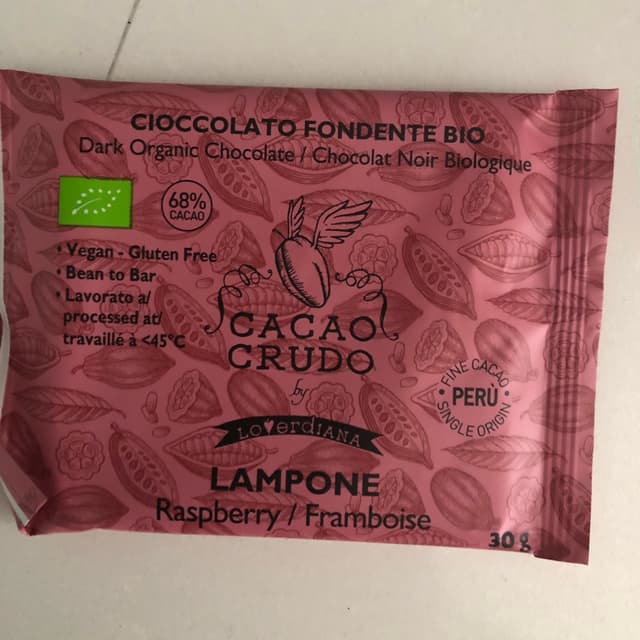 CIOCCOLATO FONDENTE BIO
Dark Organic Chocolate / Chocolat Noir Biologique
68%
CACAO
• Vegan - Gluten Free
• Bean to Bar
• Lavorato a/
processed at/
travaillé à <45°C
CACAO
CRUDO
by
LOVERDIANA
FINE CACAO
PERÙ
SINGLE ORIGIN
LAMPONE
Raspberry / Framboise
30 g